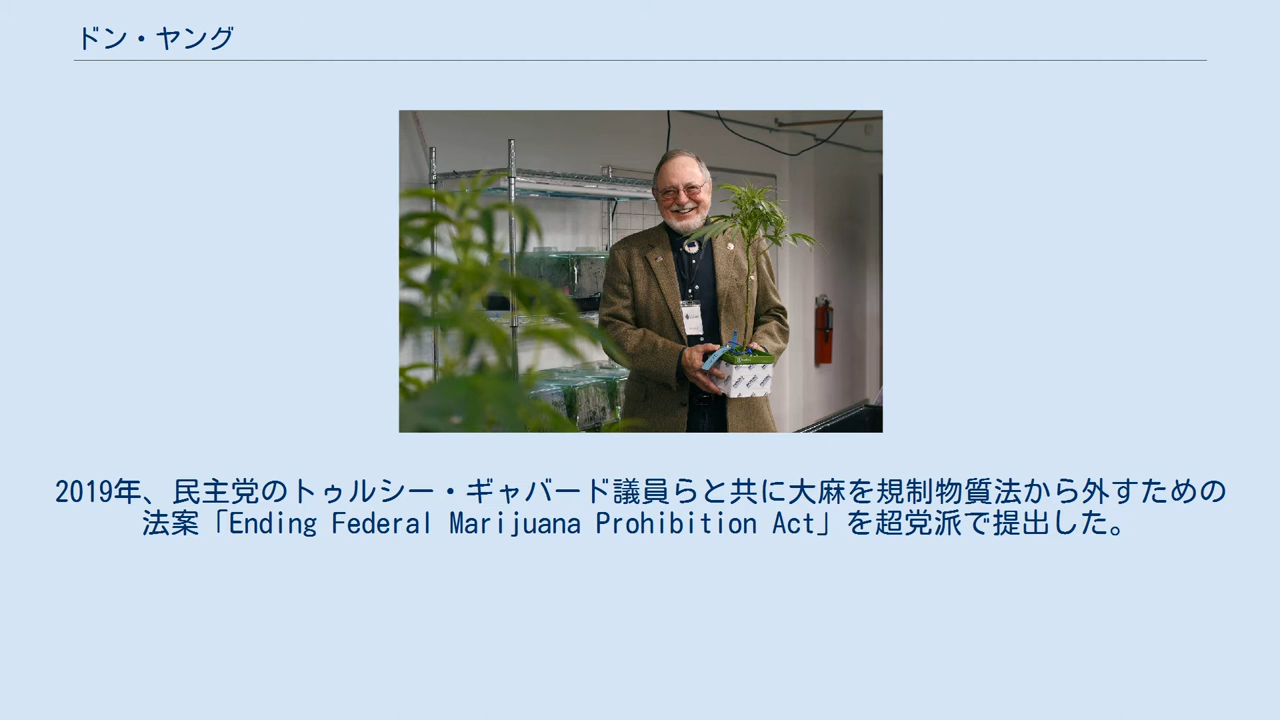 ドン・ヤング
2019年、民主党のトゥルシー・ギャバード議員らと共に大麻を規制物質法から外すための
法案「Ending Federal Marijuana Prohibition Act」を超党派で提出した。